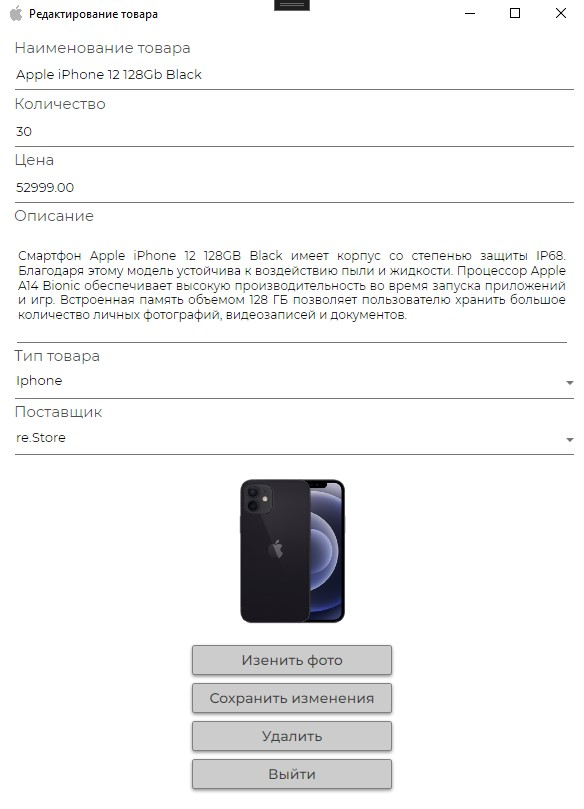 Редактирование товара
Наименование товара
Apple iPhone 12 128Gb Black
Количество
30
Цена
52999.00
Описание
Смартфон Apple iPhone 12 128GB Black имеет корпус со степенью защиты IP68.
Благодаря этому модель устойчива к воздействию пыли и жидкости. Процессор Apple
A14 Bionic обеспечивает высокую производительность во время запуска приложений
и игр. Встроенная память объемом 128 ГБ позволяет пользователю хранить большое
количество личных фотографий, видеозаписей и документов.
Тип товара
Iphone
Поставщик
re.Store
Изенить фото
Сохранить изменения
Удалить
Выйти